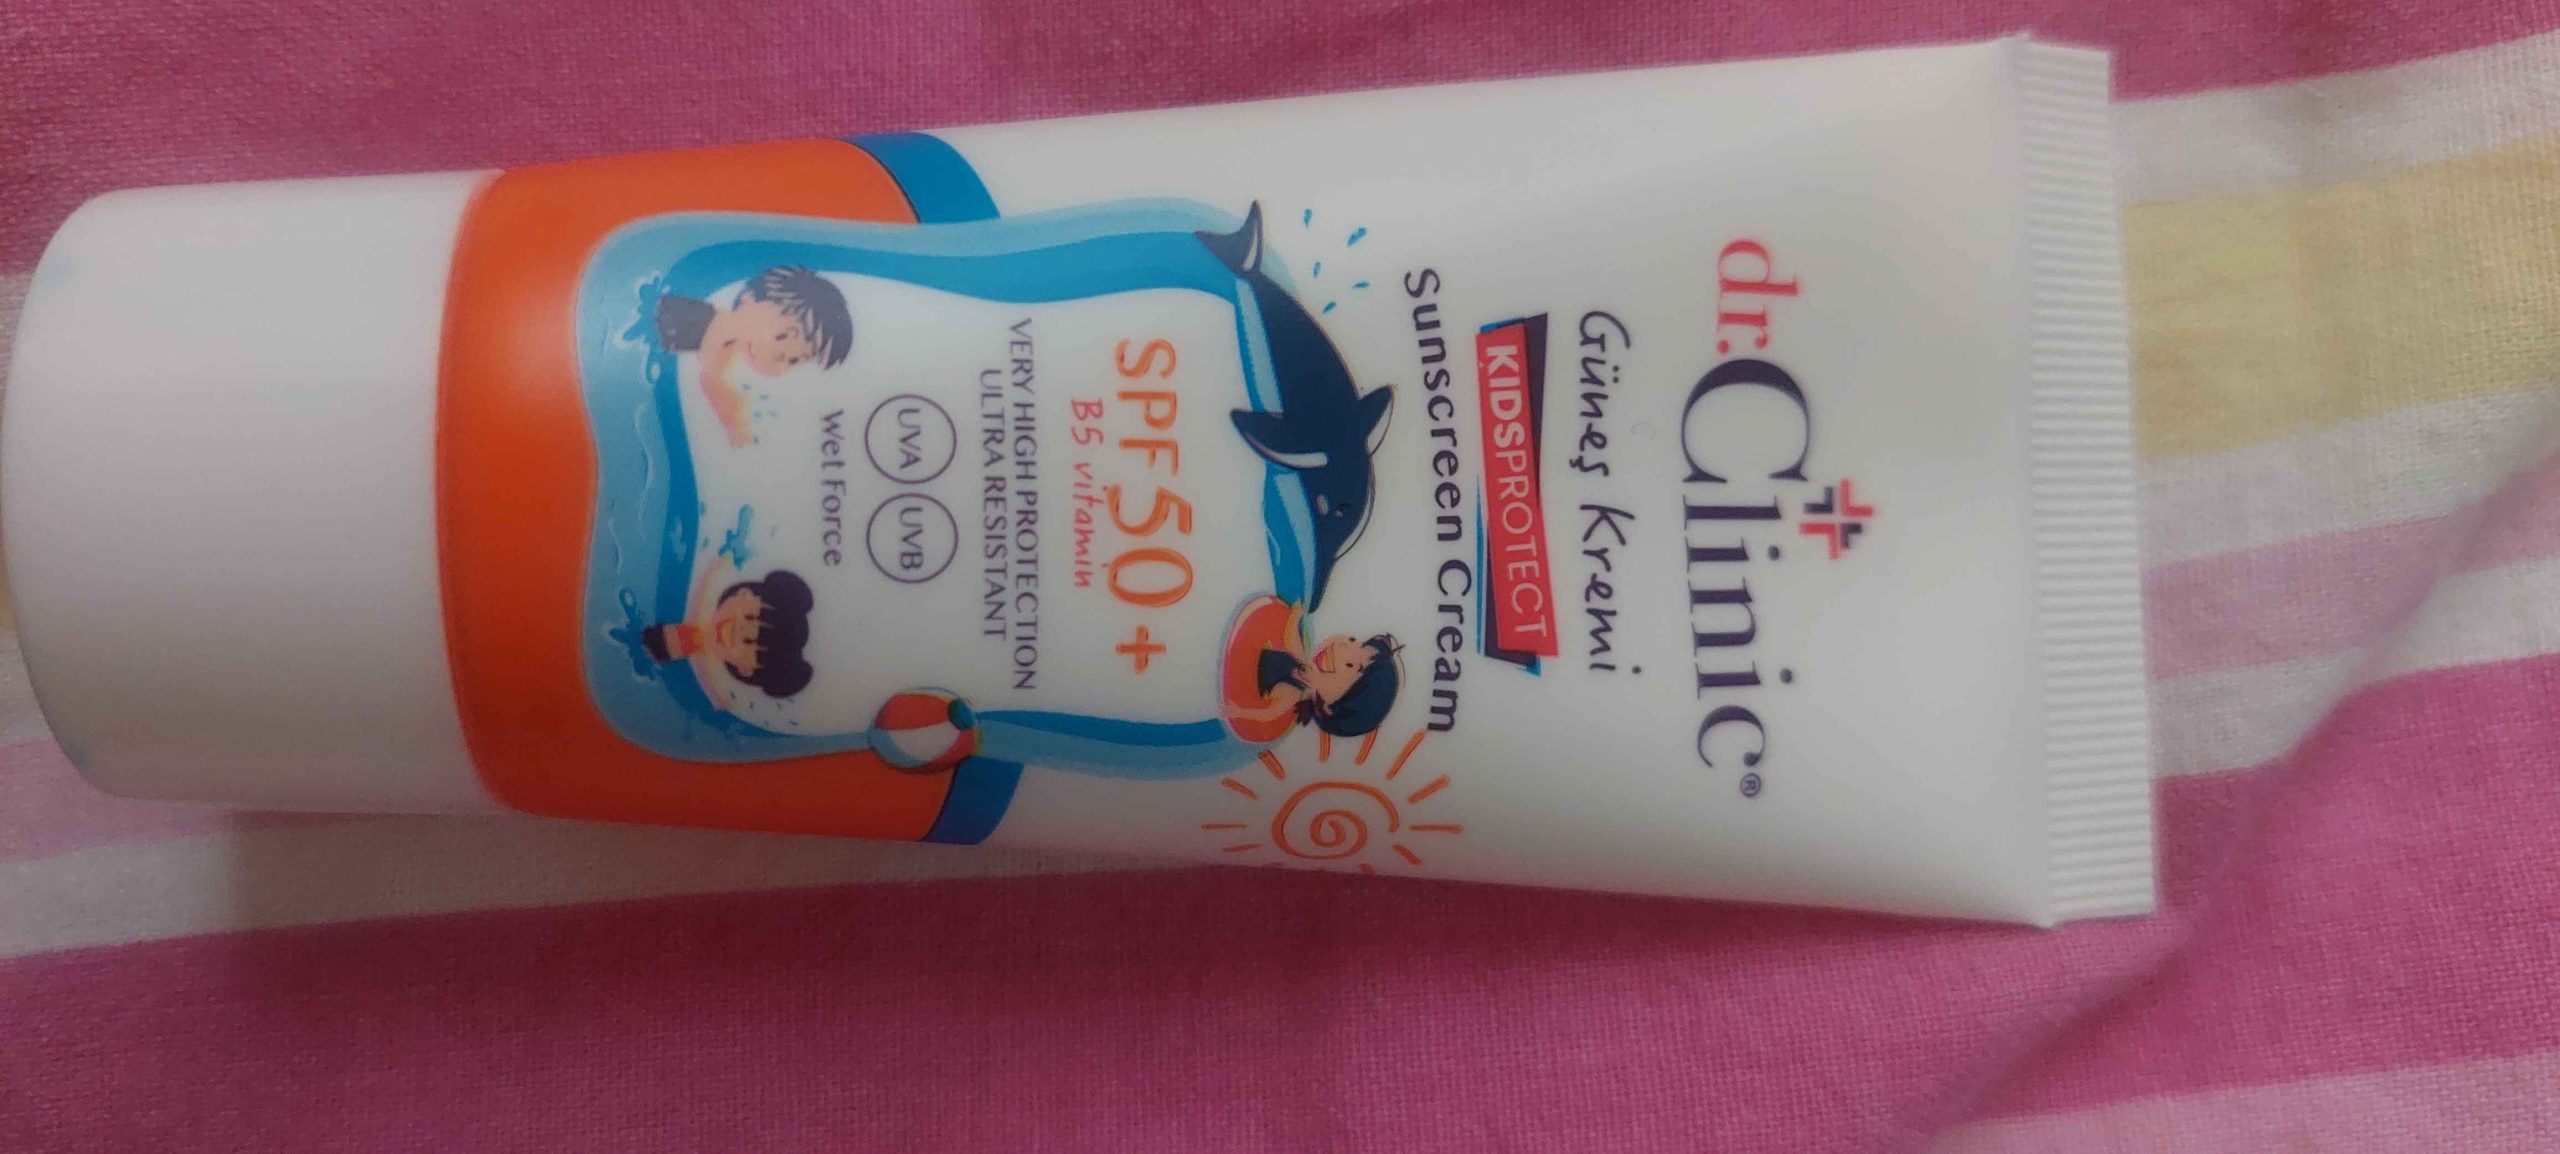 dr.Clinic®
Güneş Kremi
KIDSPROTECT
Sunscreen Cream
SPF 50+
B5 vitamin
VERY HIGH PROTECTION
ULTRA RESISTANT
UVA UVB
Wet Force